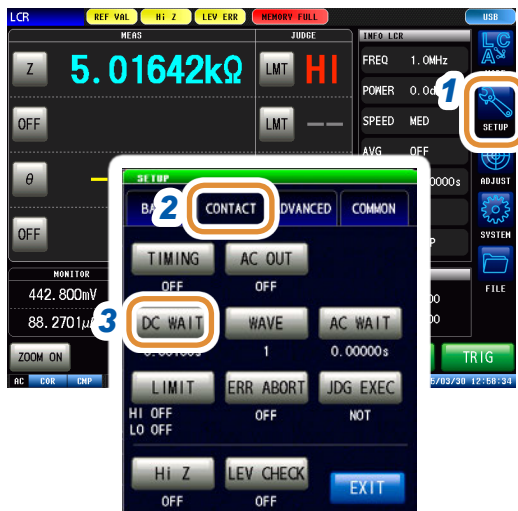 LCR REF VAL Hi Z LEV ERR MEMORY FULL USB
MEAS JUDGE INFO LCR
Z 5.01642kΩ LMT HI
FREQ 1.0MHz
POWER
OFF LMT −−
SPEED MED
AVG OFF
1
SETUP
θ
ADJUST
OFF
SYSTEM
FILE
MONITOR
442.800mV
88.2701µ
ZOOM ON TRIG
AC COR CMP 12:58:34
SETUP
2
CONTACT COMMON
TIMING AC OUT
OFF OFF
3
DC WAIT WAVE AC WAIT
1 0.00000s
LIMIT ERR ABORT JDG EXEC
HI OFF OFF NOT
LO OFF
Hi Z LEV CHECK EXIT
OFF OFF